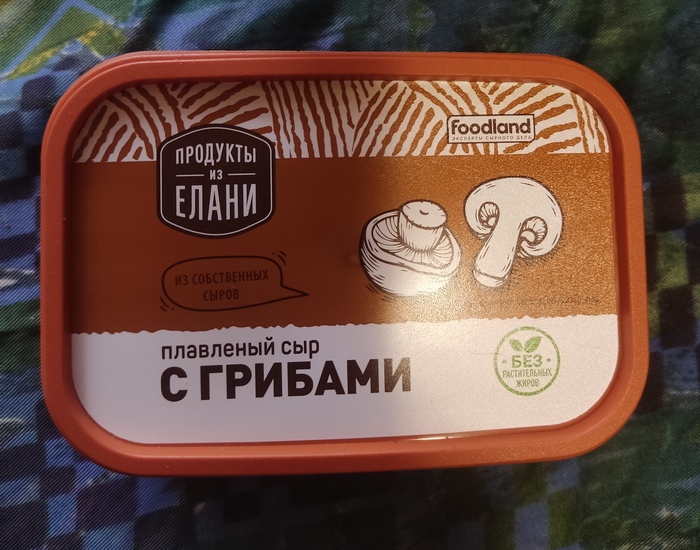 foodland
ЭКСПЕРТЫ СЫРНОГО ДЕЛА
ПРОДУКТЫ
ИЗ
ЕЛАНИ
ИЗ СОБСТВЕННЫХ
СЫРОВ
плавленый сыр
С ГРИБАМИ
БЕЗ
РАСТИТЕЛЬНЫХ
ЖИРОВ